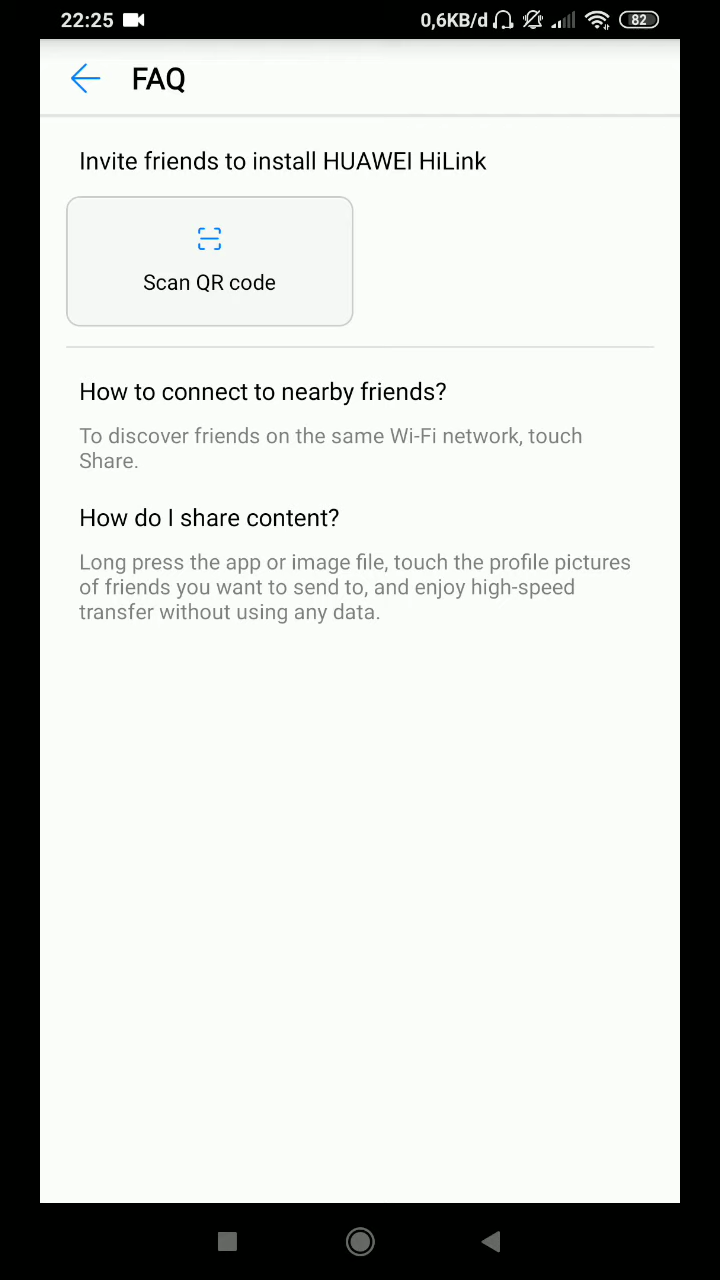 22:25 0,6KB/d 82
FAQ
Invite friends to install HUAWEI HiLink
Scan QR code
How to connect to nearby friends?
To discover friends on the same Wi-Fi network, touch
Share.
How do I share content?
Long press the app or image file, touch the profile pictures
of friends you want to send to, and enjoy high-speed
transfer without using any data.